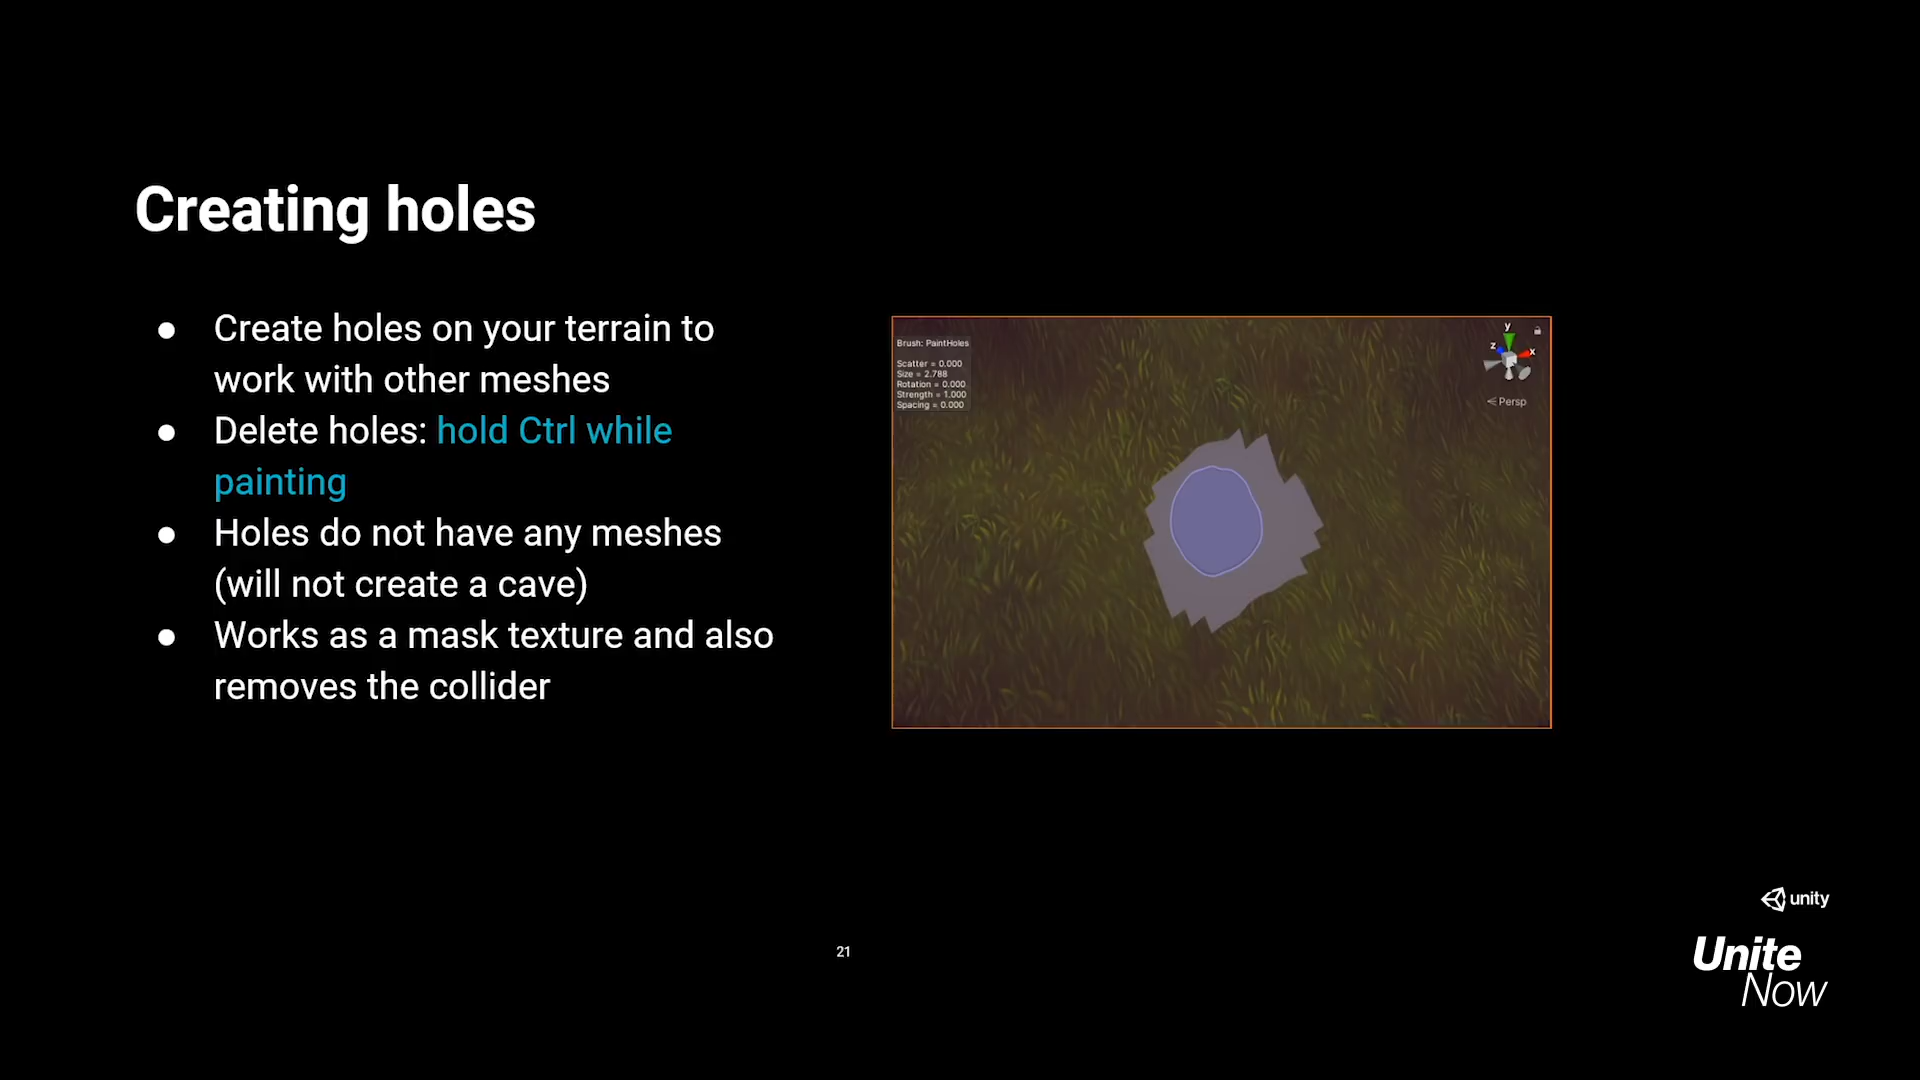 Creating holes
● Create holes on your terrain to
work with other meshes
● Delete holes: hold Ctrl while
painting
● Holes do not have any meshes
(will not create a cave)
● Works as a mask texture and also
removes the collider
Brush: PaintHoles
Scatter = 0.000
Size = 2.788
Rotation = 0.000
Strength = 1.000
Spacing = 0.000
y
z
x
Persp
21
unity
Unite
Now